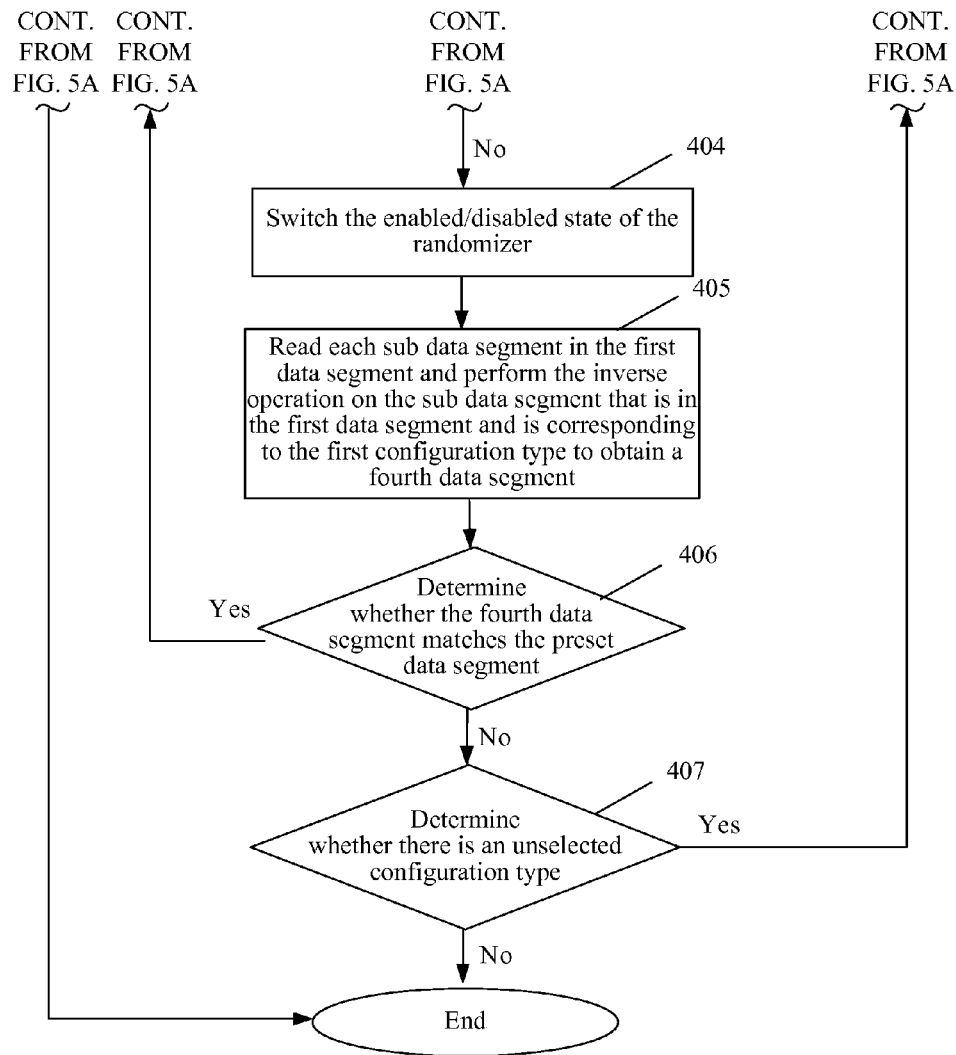 CONT. FROM FIG. 5A
CONT. FROM FIG. 5A
CONT. FROM FIG. 5A
CONT. FROM FIG. 5A
No
404
Switch the enabled/disabled state of the
randomizer
405
Read each sub data segment in the first
data segment and perform the inverse
operation on the sub data segment that is in
the first data segment and is corresponding
to the first configuration type to obtain a
fourth data segment
406
Yes
Determine
whether the fourth data
segment matches the preset
data segment
No
407
Determine
whether there is an unselected
configuration type
Yes
No
End